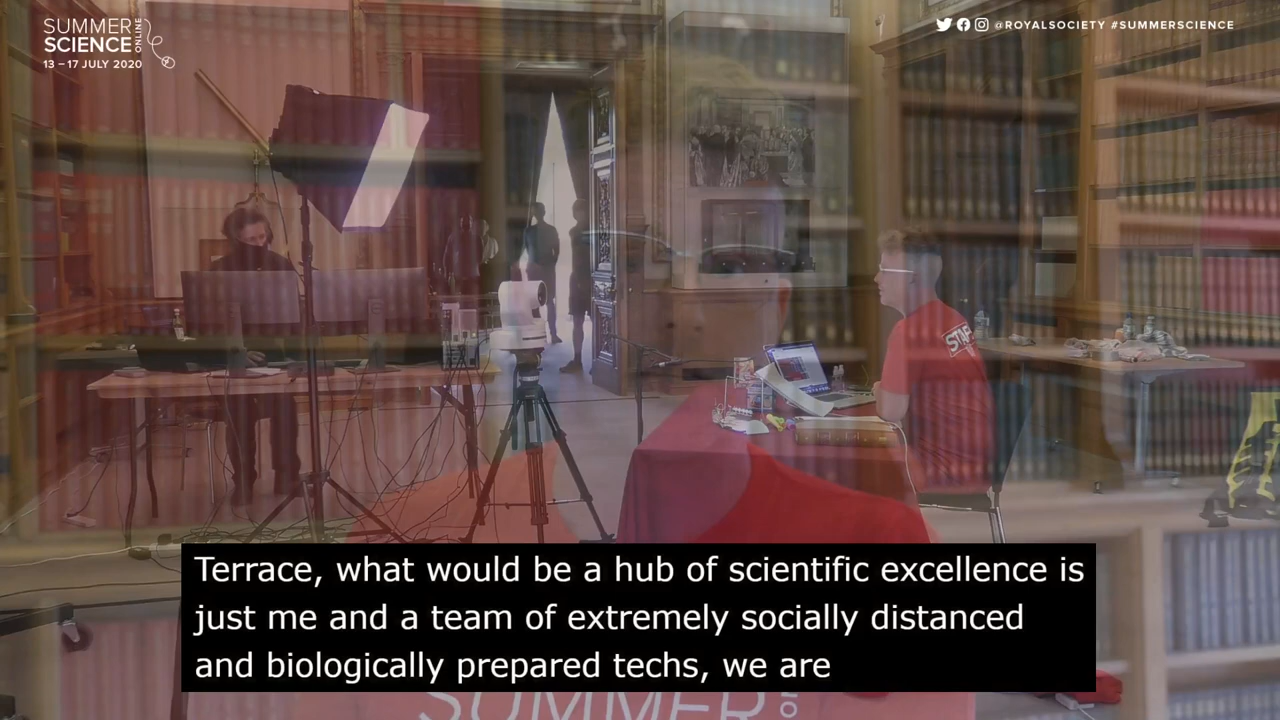 SUMMER
SCIENCE
ONLINE
13 – 17 JULY 2020
@ROYALSOCIETY #SUMMERSCIENCE
STAFF
Terrace, what would be a hub of scientific excellence is
just me and a team of extremely socially distanced
and biologically prepared techs, we are
SUMMER